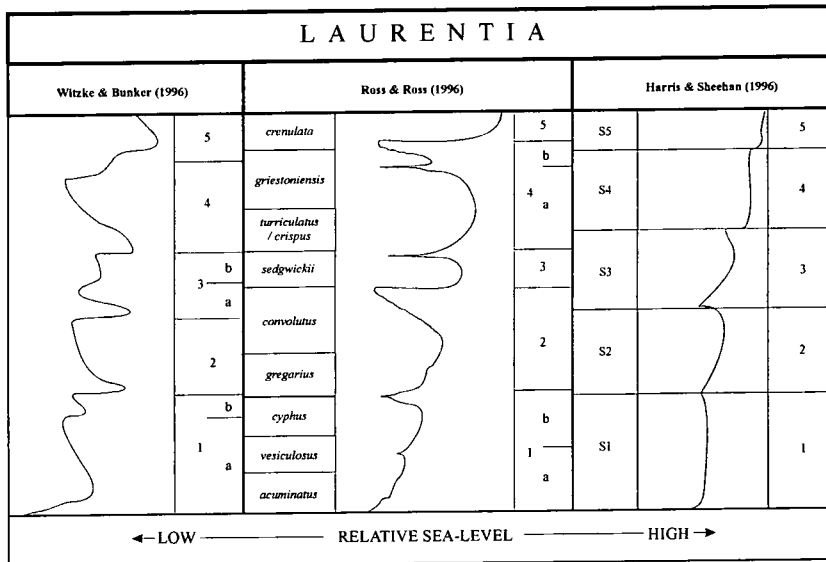 LAURENTIA
Witzke & Bunker (1996)
Ross & Ross (1996)
Harris & Sheehan (1996)
5
4
b
3
a
2
b
1
a
crenulata
griestoniensis
turriculatus
/ crispus
sedgwickii
convolutus
gregarius
cyphus
vesiculosus
acuminatus
5
b
4
a
3
2
b
1
a
S5
S4
S3
S2
S1
5
4
3
2
1
LOW
RELATIVE SEA-LEVEL
HIGH